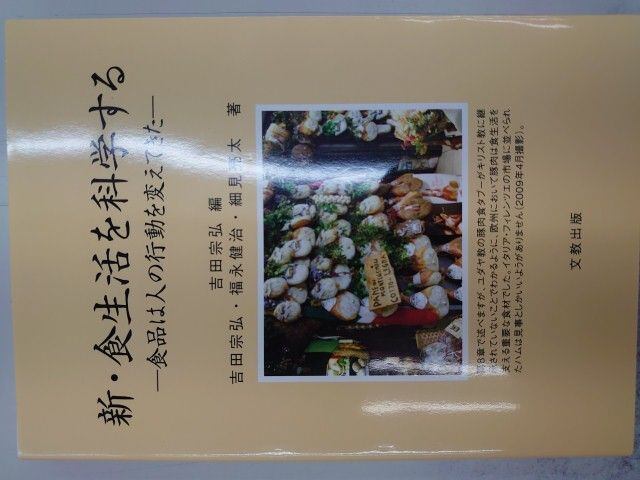 新・食生活を科学する
―食品は人の行動を変えてきた―
吉田宗弘 編
吉田宗弘・福永健治・細見亮太 著
第8章で述べますが、ユダヤ教の豚肉食タブーがキリスト教に継
されていないことでわかるように、欧州において豚肉は食生活を
支える重要な食材でした。イタリア・フィレンツェの市場に並べられ
たハムは見事としかいいようがありません(2009年4月撮影)。
文教出版